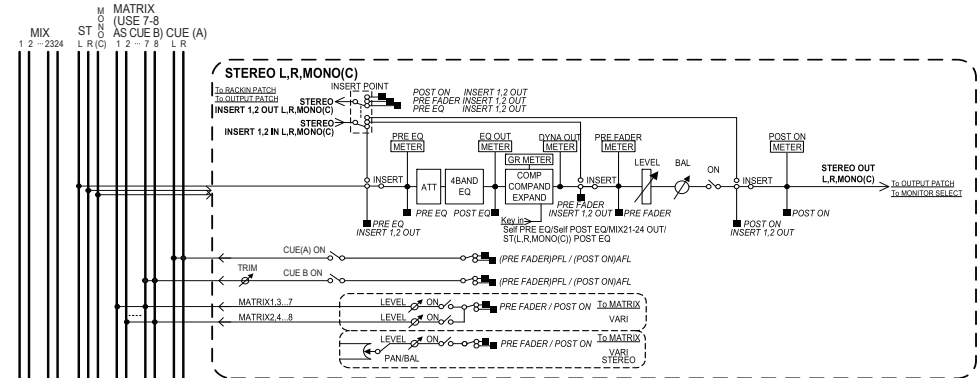 MIX
1 2 ··· 2324
ST
L R
MONO
(C)
MATRIX
(USE 7-8
AS CUE B)
1 2 ··· 7 8
CUE (A)
L R
STEREO L,R,MONO(C)
To RACKIN PATCH
To OUTPUT PATCH
INSERT POINT
STEREO
INSERT 1,2 OUT L,R,MONO(C)
STEREO
INSERT 1,2 IN L,R,MONO(C)
POST ON INSERT 1,2 OUT
PRE FADER INSERT 1,2 OUT
PRE EQ INSERT 1,2 OUT
PRE EQ
METER
EQ OUT
METER
DYNA OUT
METER
PRE FADER
METER
POST ON
METER
GR METER
INSERT
ATT
4BAND
EQ
COMP
COMPAND
EXPAND
INSERT
LEVEL
BAL
ON
INSERT
STEREO OUT
L,R,MONO(C)
To OUTPUT PATCH
To MONITOR SELECT
PRE EQ
INSERT 1,2 OUT
PRE EQ
POST EQ
Key in
Self PRE EQ/Self POST EQ/MIX21-24 OUT/
ST(L,R,MONO(C)) POST EQ
PRE FADER
INSERT 1,2 OUT
PRE FADER
POST ON
INSERT 1,2 OUT
POST ON
CUE(A) ON
(PRE FADER)PFL / (POST ON)AFL
TRIM
CUE B ON
(PRE FADER)PFL / (POST ON)AFL
MATRIX1,3...7
LEVEL
ON
PRE FADER / POST ON
To MATRIX
VARI
MATRIX2,4...8
LEVEL
ON
LEVEL
ON
PAN/BAL
PRE FADER / POST ON
To MATRIX
VARI
STEREO